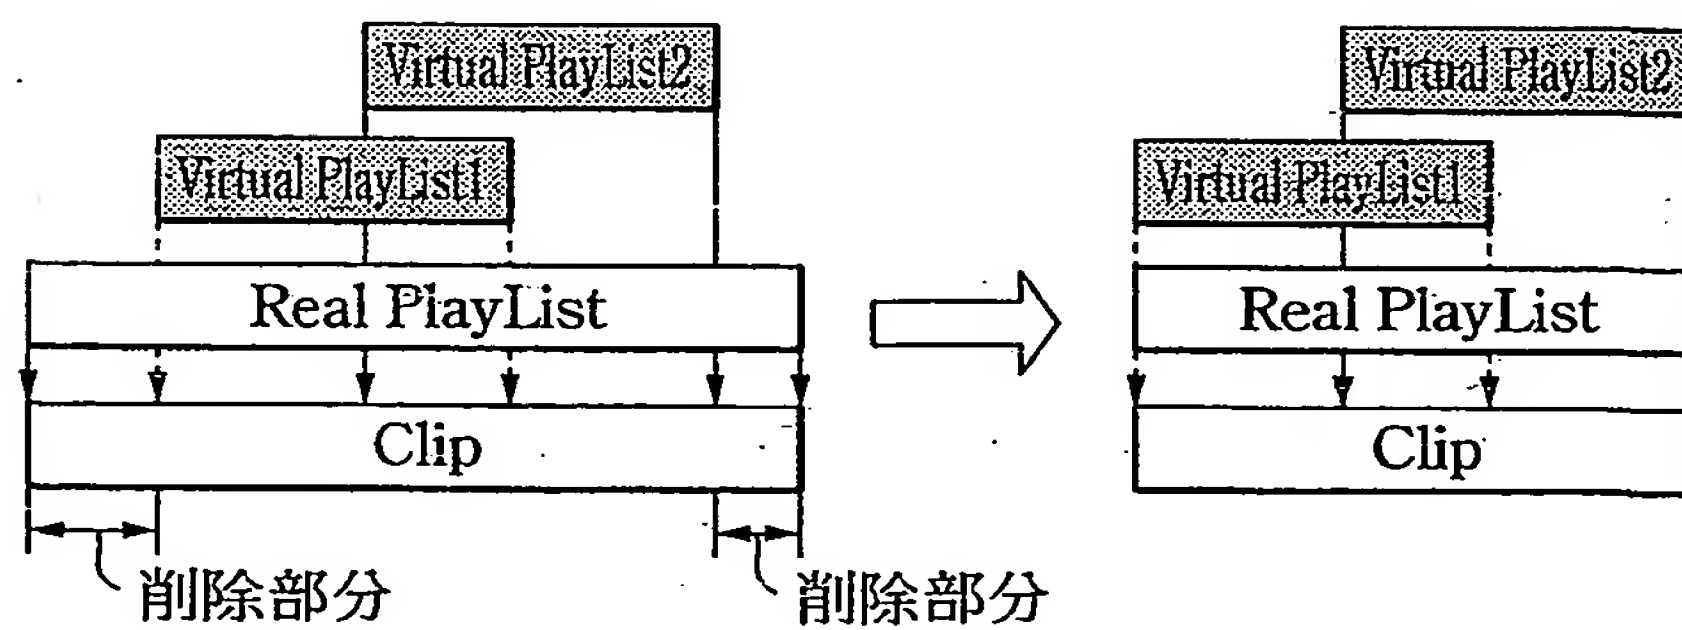 Virtual PlayList2
Virtual PlayList1
Real PlayList
Clip
削除部分
削除部分
Virtual PlayList2
Virtual PlayList1
Real PlayList
Clip